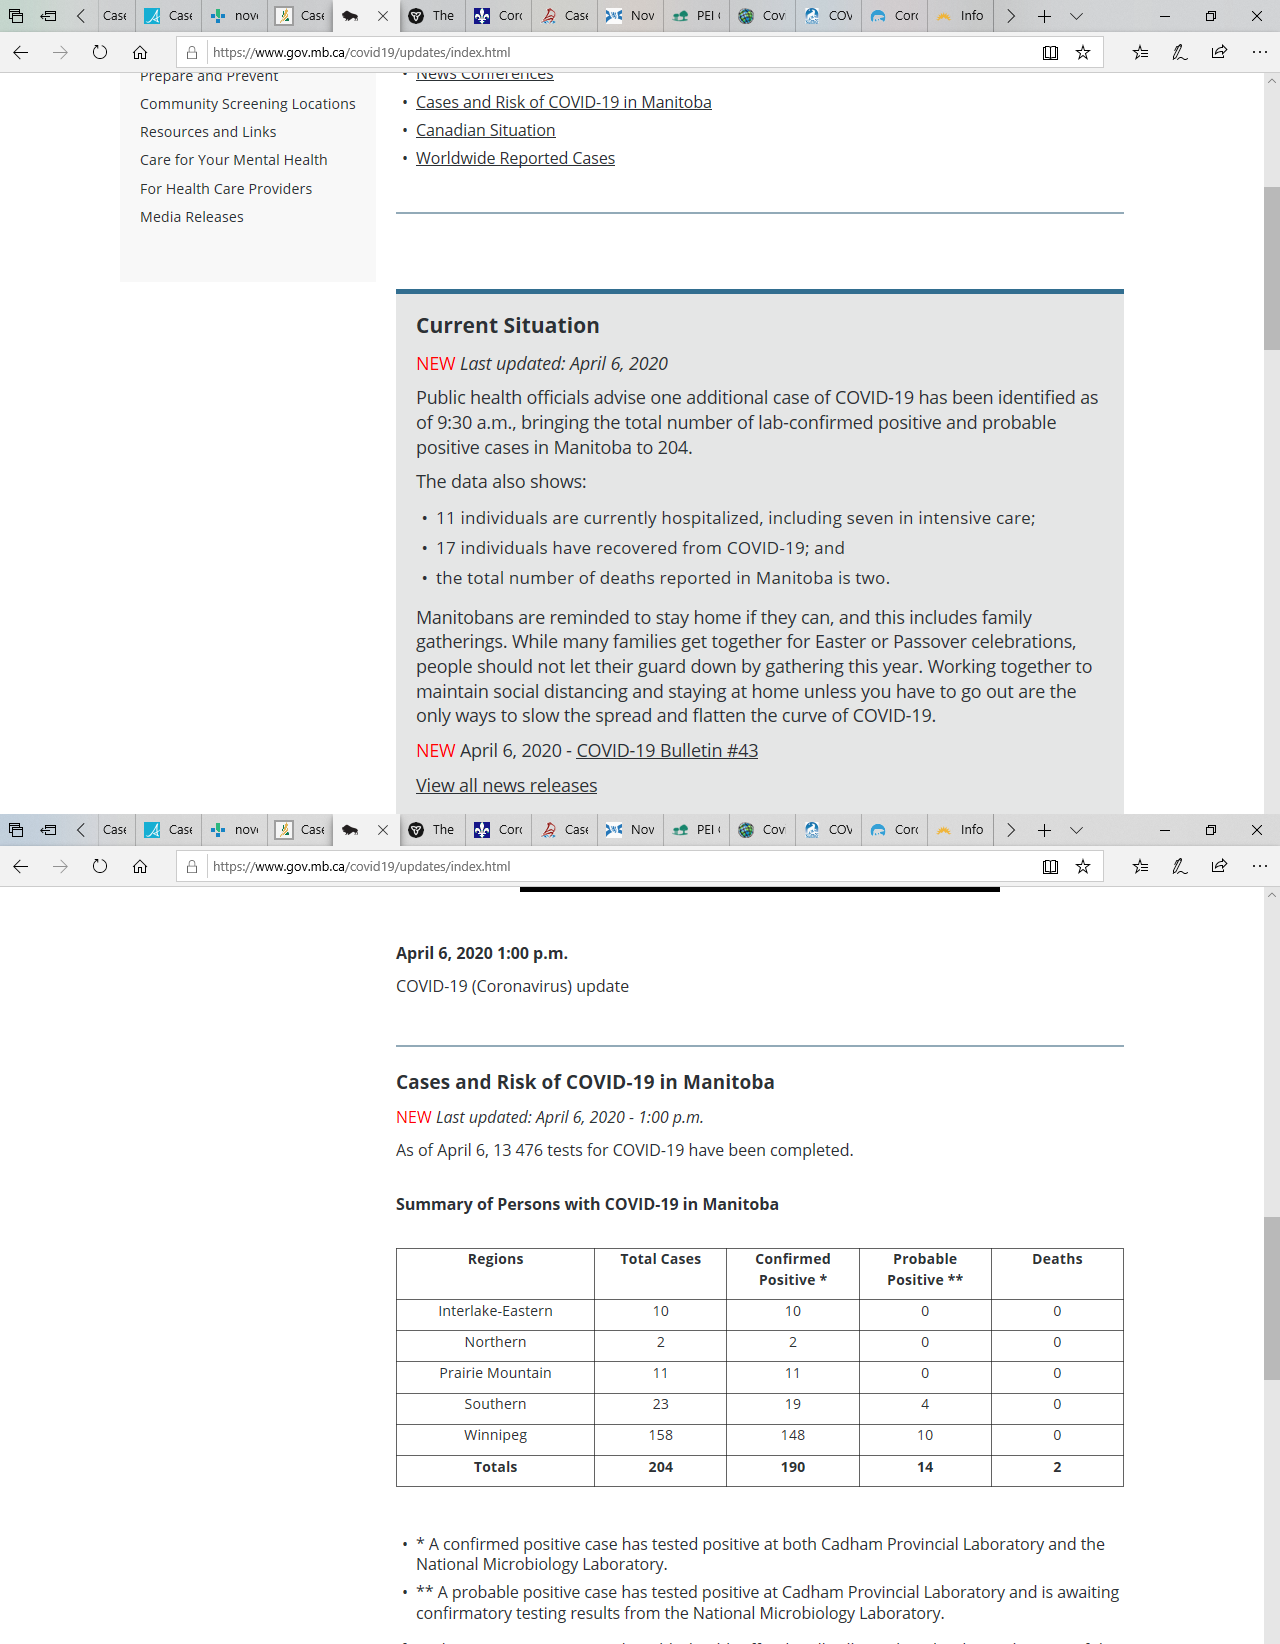 Case
Case
nov
Case
The
Cor
Case
Nov
PEI
Cov
COV
Cor
Info
https://www.gov.mb.ca/covid19/updates/index.html
Prepare and Prevent
Community Screening Locations
Resources and Links
Care for Your Mental Health
For Health Care Providers
Media Releases
• News Conferences
• Cases and Risk of COVID-19 in Manitoba
• Canadian Situation
• Worldwide Reported Cases
Current Situation
NEW Last updated: April 6, 2020
Public health officials advise one additional case of COVID-19 has been identified as
of 9:30 a.m., bringing the total number of lab-confirmed positive and probable
positive cases in Manitoba to 204.
The data also shows:
• 11 individuals are currently hospitalized, including seven in intensive care;
• 17 individuals have recovered from COVID-19; and
• the total number of deaths reported in Manitoba is two.
Manitobans are reminded to stay home if they can, and this includes family
gatherings. While many families get together for Easter or Passover celebrations,
people should not let their guard down by gathering this year. Working together to
maintain social distancing and staying at home unless you have to go out are the
only ways to slow the spread and flatten the curve of COVID-19.
NEW April 6, 2020 - COVID-19 Bulletin #43
View all news releases
Case
Case
nov
Case
The
Cor
Case
Nov
PEI
Cov
COV
Cor
Info
https://www.gov.mb.ca/covid19/updates/index.html
April 6, 2020 1:00 p.m.
COVID-19 (Coronavirus) update
Cases and Risk of COVID-19 in Manitoba
NEW Last updated: April 6, 2020 - 1:00 p.m.
As of April 6, 13 476 tests for COVID-19 have been completed.
Summary of Persons with COVID-19 in Manitoba
Regions Total Cases Confirmed Probable Deaths
Positive * Positive **
Interlake-Eastern 10 10 0 0
Northern 2 2 0 0
Prairie Mountain 11 11 0 0
Southern 23 19 4 0
Winnipeg 158 148 10 0
Totals 204 190 14 2
• * A confirmed positive case has tested positive at both Cadham Provincial Laboratory and the
National Microbiology Laboratory.
• ** A probable positive case has tested positive at Cadham Provincial Laboratory and is awaiting
confirmatory testing results from the National Microbiology Laboratory.